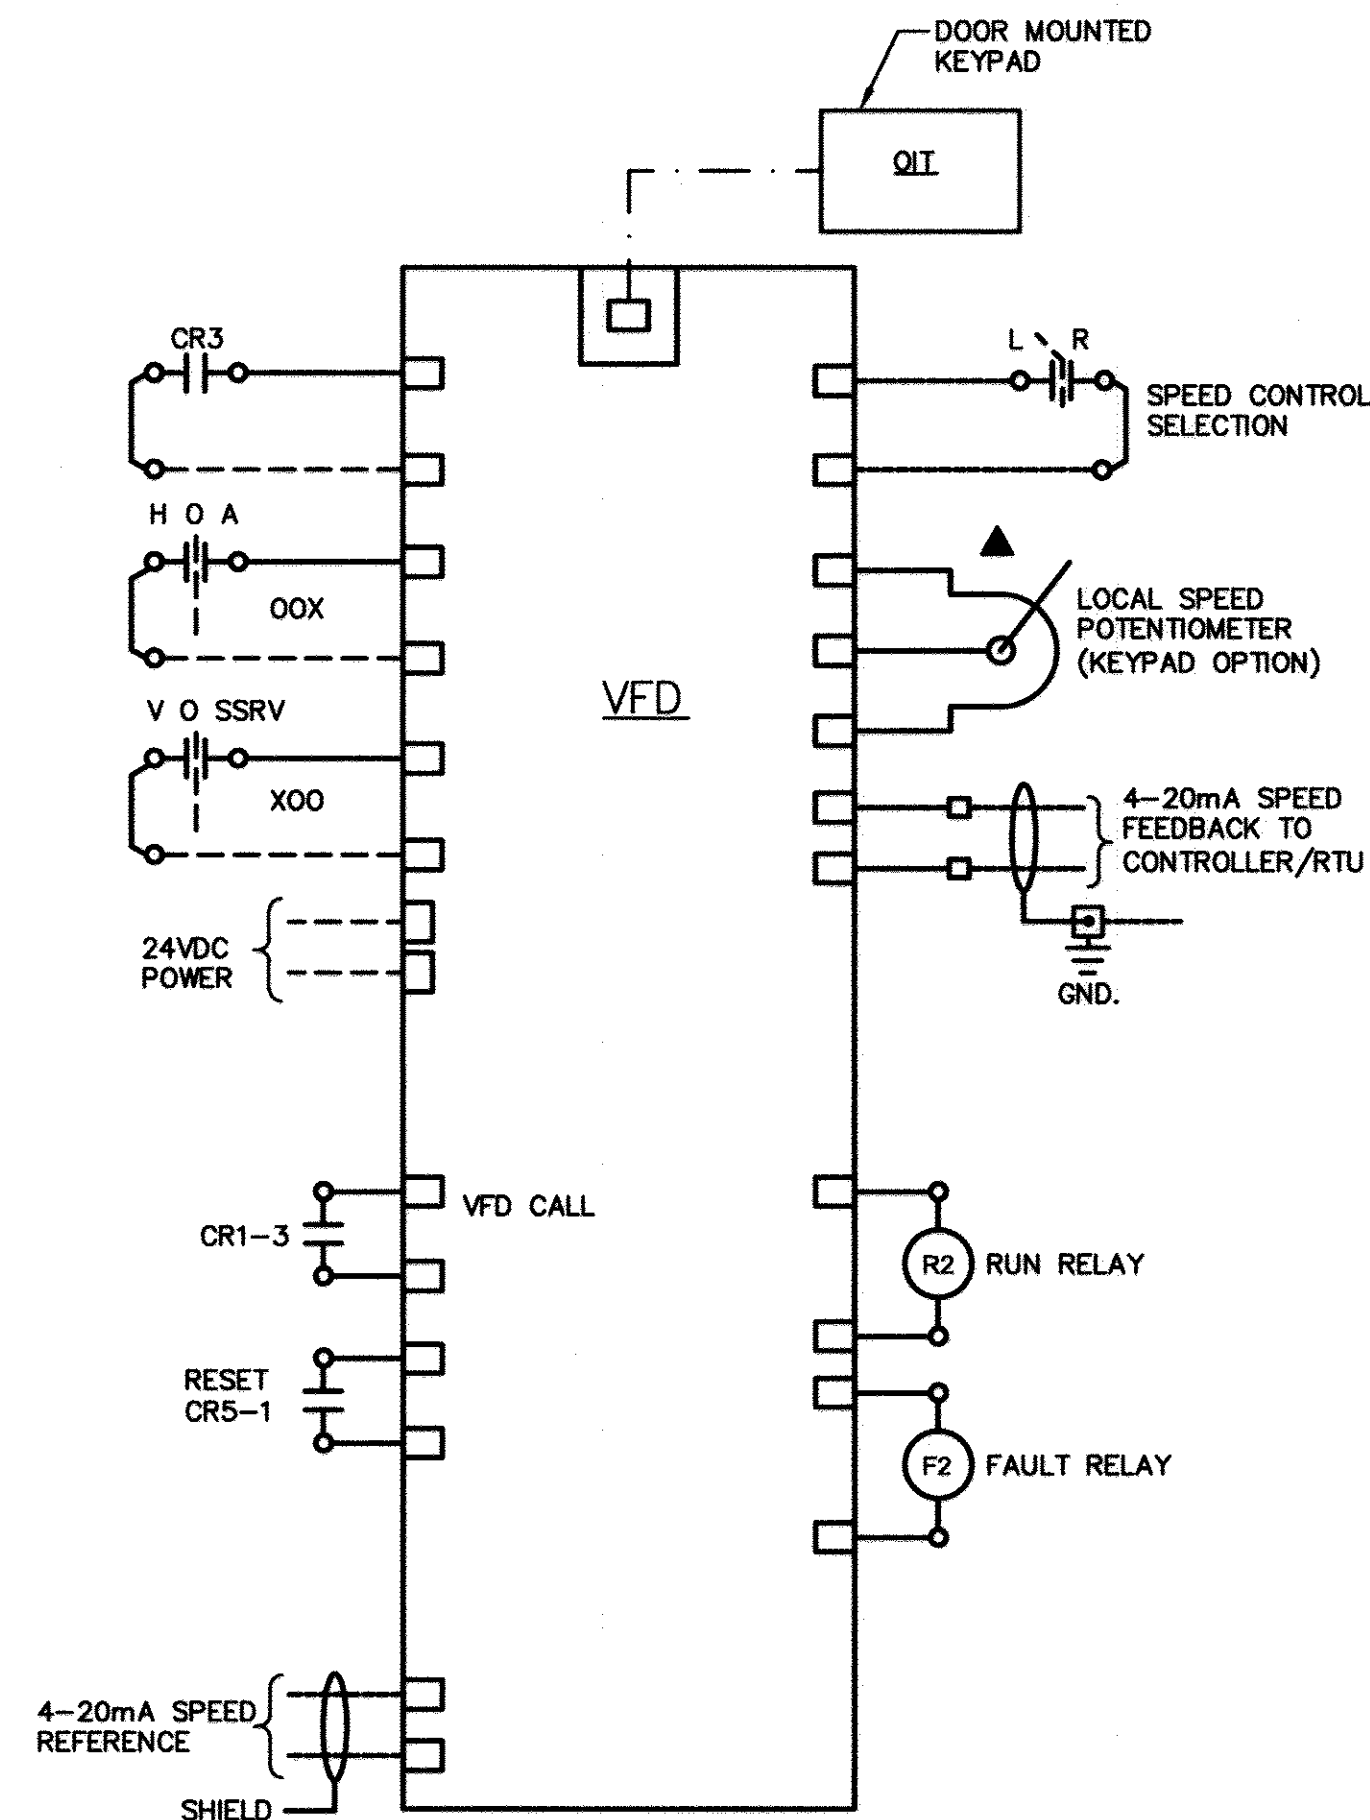 DOOR MOUNTED
KEYPAD
OIT
CR3
L R
SPEED CONTROL
SELECTION
H O A
OOX
LOCAL SPEED
POTENTIOMETER
(KEYPAD OPTION)
VFD
V O SSRV
XOO
4-20mA SPEED
FEEDBACK TO
CONTROLLER/RTU
24VDC
POWER
GND.
VFD CALL
CR1-3
R2 RUN RELAY
RESET
CR5-1
F2 FAULT RELAY
4-20mA SPEED
REFERENCE
SHIELD